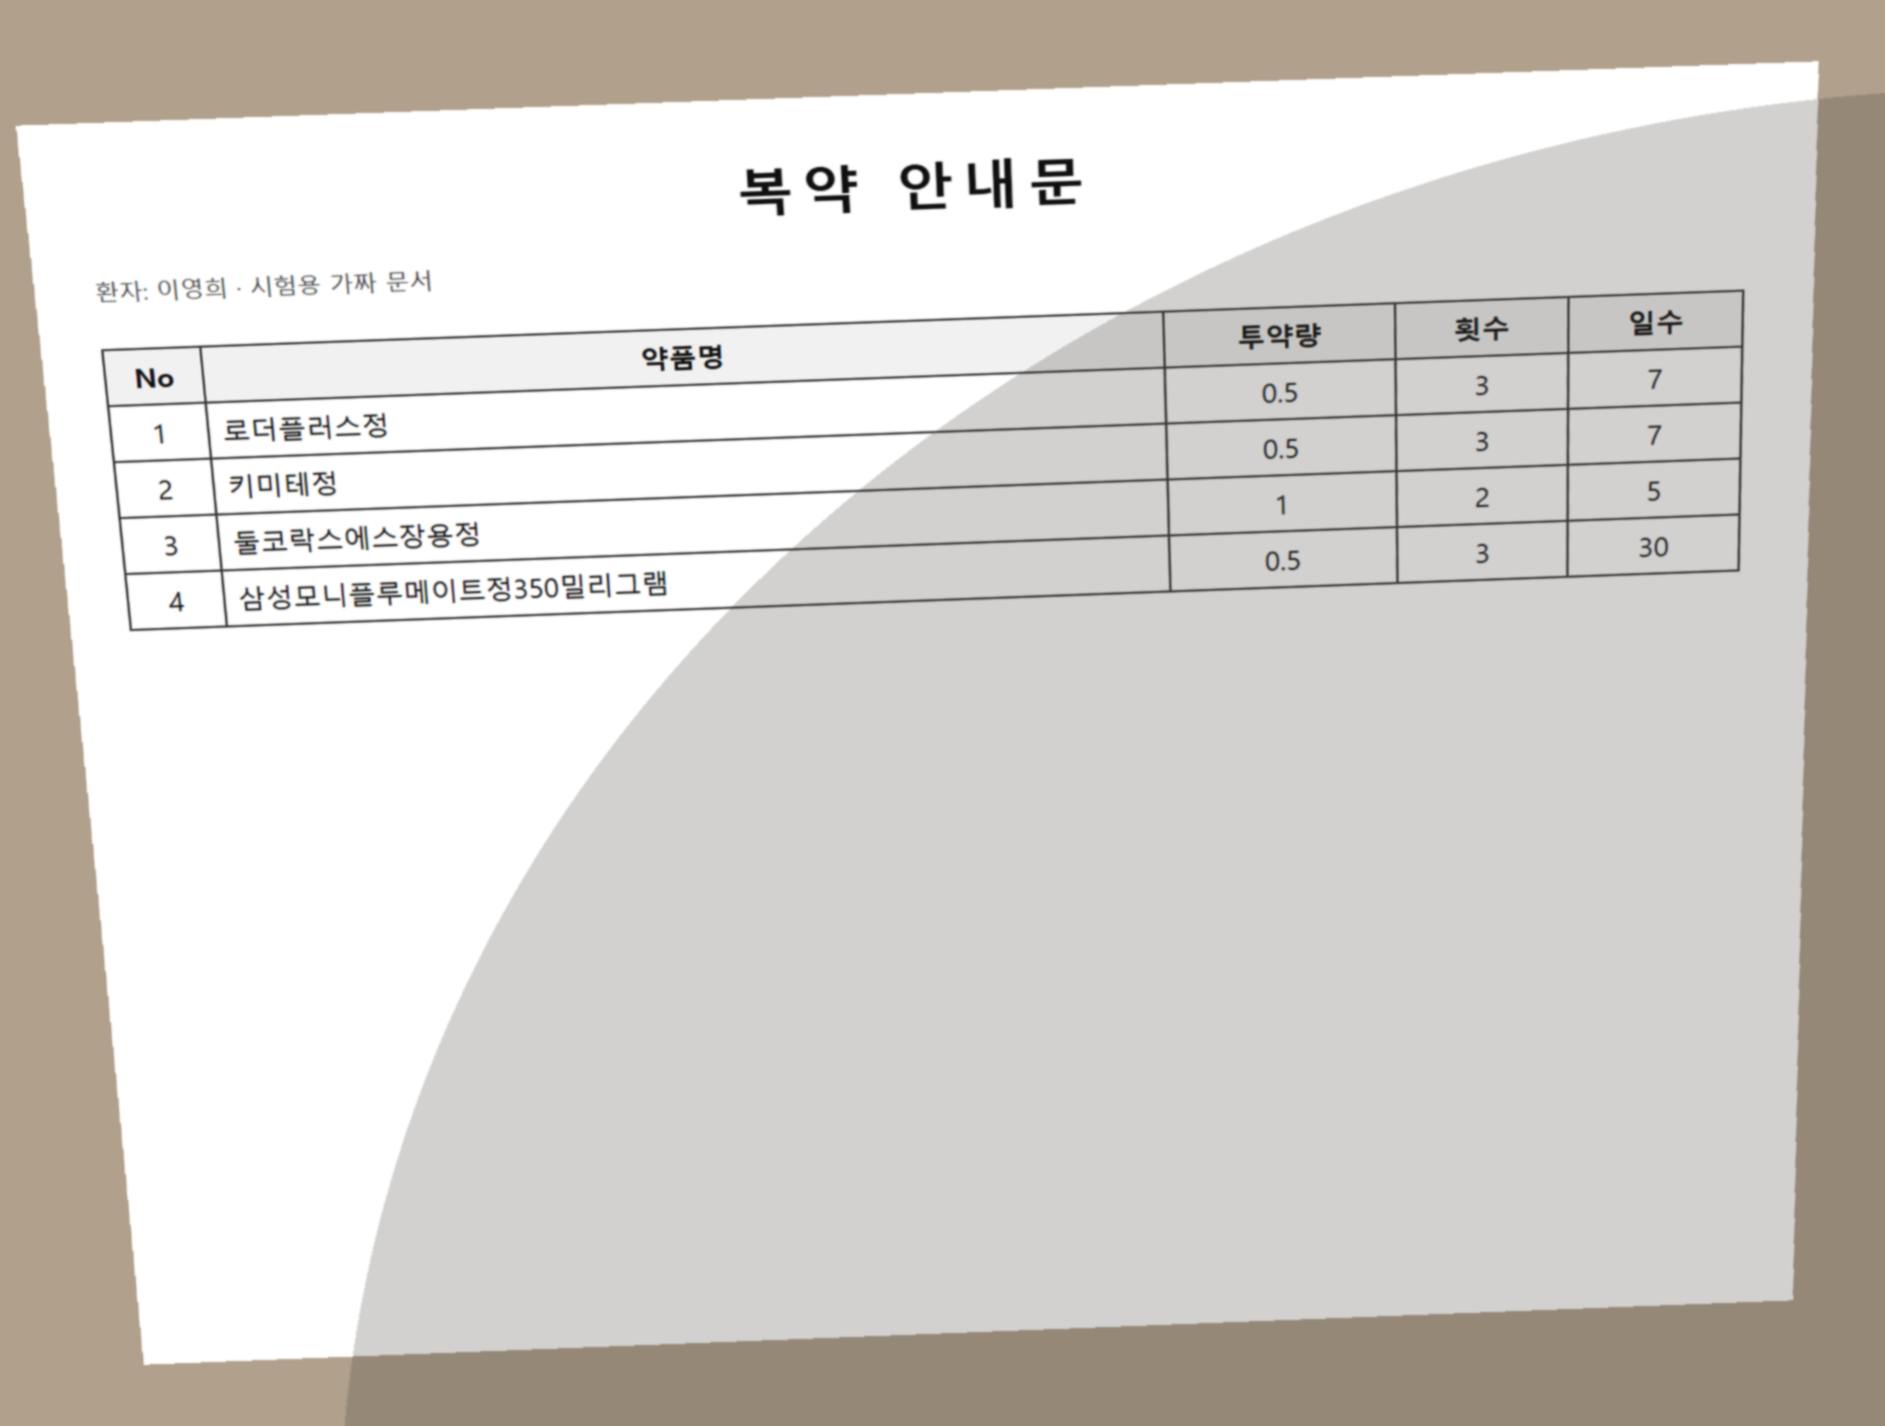 복약 안내문
환자: 이영희 · 시험용 가짜 문서
No 약품명 투약량 횟수 일수
1 로더플러스정 0.5 3 7
2 키미테정 0.5 3 7
3 둘코락스에스장용정 1 2 5
4 삼성모니플루메이트정350밀리그램 0.5 3 30